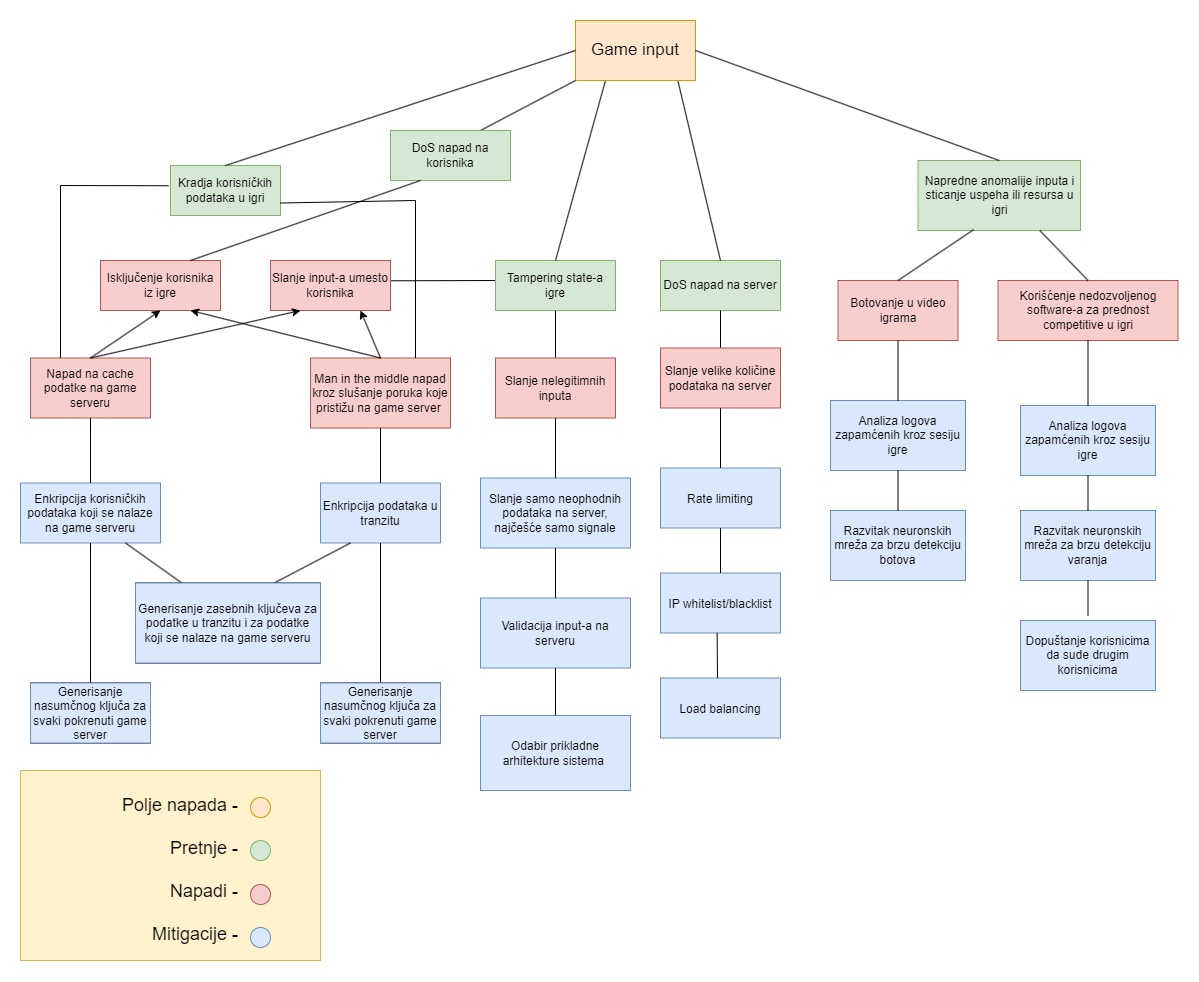 Game input
DoS napad na
korisnika
Kradja korisničkih
podataka u igri
Napredne anomalije inputa i
sticanje uspeha ili resursa u
igri
Isključenje korisnika
iz igre
Slanje input-a umesto
korisnika
Tampering state-a
igre
DoS napad na server
Botovanje u video
igrama
Korišćenje nedozvoljenog
software-a za prednost
competitive u igri
Napad na cache
podatke na game
serveru
Man in the middle napad
kroz slušanje poruka koje
pristižu na game server
Slanje nelegitimnih
inputa
Slanje velike količine
podataka na server
Analiza logova
zapamćenih kroz sesiju
igre
Analiza logova
zapamćenih kroz sesiju
igre
Enkripcija korisničkih
podataka koji se nalaze
na game serveru
Enkripcija podataka u
tranzitu
Slanje samo neophodnih
podataka na server,
najčešće samo signale
Rate limiting
Razvitak neuronskih
mreža za brzu detekciju
botova
Razvitak neuronskih
mreža za brzu detekciju
varanja
Generisanje zasebnih ključeva za
podatke u tranzitu i za podatke
koji se nalaze na game serveru
Validacija input-a na
serveru
IP whitelist/blacklist
Dopuštanje korisnicima
da sude drugim
korisnicima
Generisanje
nasumčnog ključa za
svaki pokrenuti game
server
Generisanje
nasumčnog ključa za
svaki pokrenuti game
server
Odabir prikladne
arhitekture sistema
Load balancing
Polje napada -
Pretnje -
Napadi -
Mitigacije -